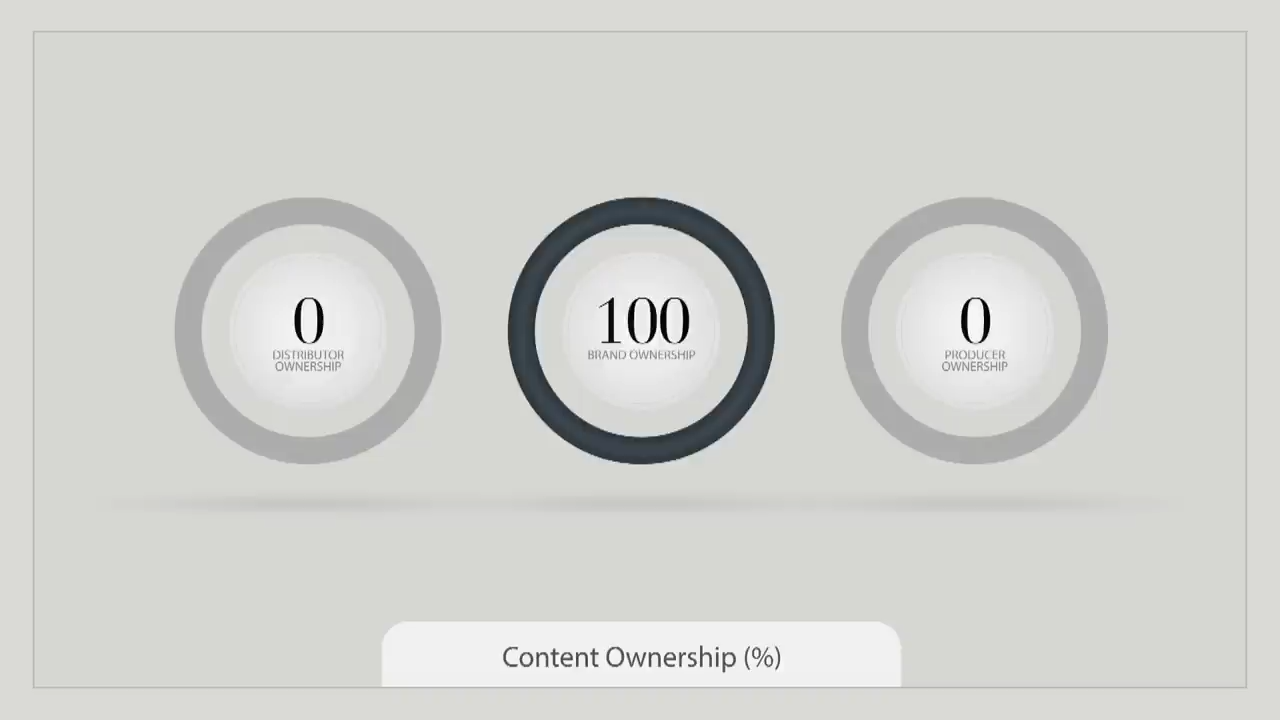 0
DISTRIBUTOR
OWNERSHIP
100
BRAND OWNERSHIP
0
PRODUCER
OWNERSHIP
Content Ownership (%)